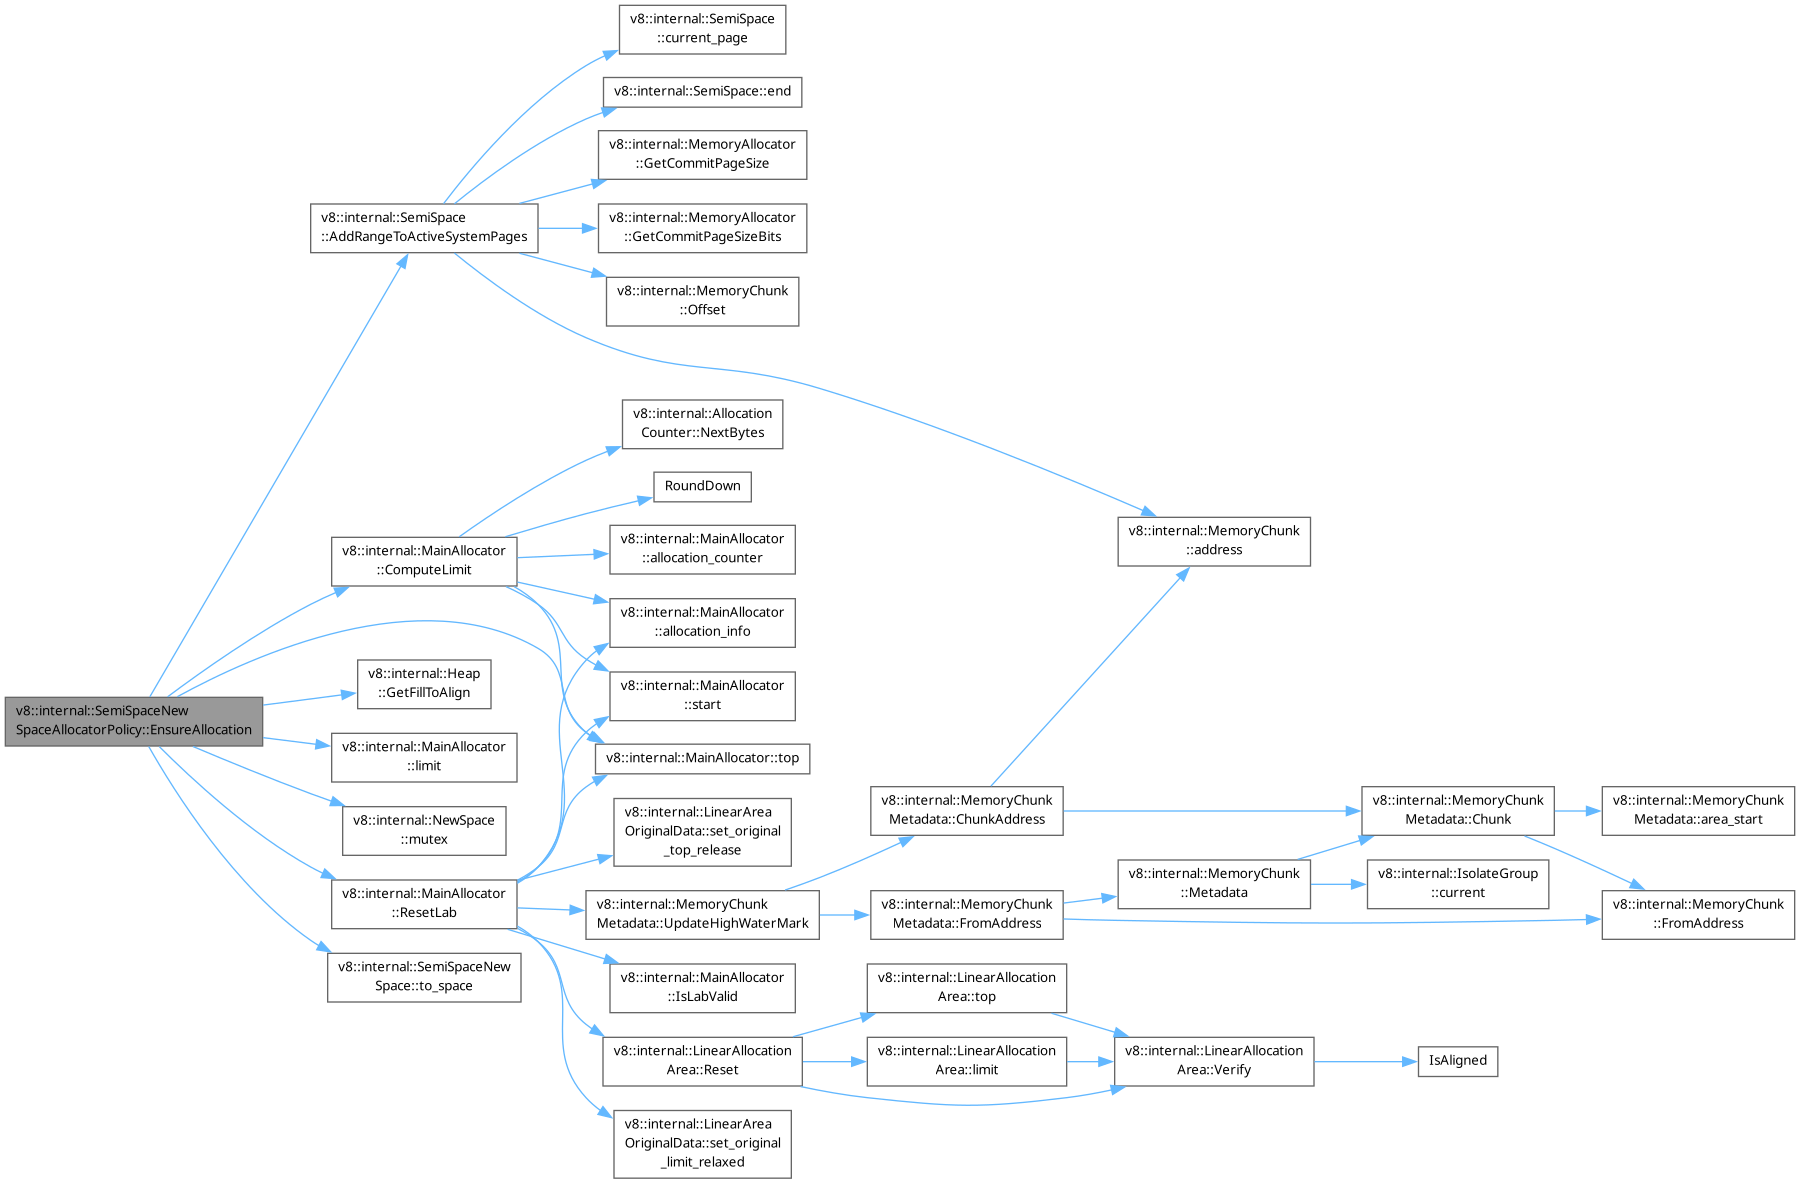 v8::internal::SemiSpace
::current_page
v8::internal::SemiSpace::end
v8::internal::MemoryAllocator
::GetCommitPageSize
v8::internal::SemiSpace
::AddRangeToActiveSystemPages
v8::internal::MemoryAllocator
::GetCommitPageSizeBits
v8::internal::MemoryChunk
::Offset
v8::internal::Allocation
Counter::NextBytes
RoundDown
v8::internal::MainAllocator
::ComputeLimit
v8::internal::MainAllocator
::allocation_counter
v8::internal::MemoryChunk
::address
v8::internal::MainAllocator
::allocation_info
v8::internal::Heap
::GetFillToAlign
v8::internal::MainAllocator
::start
v8::internal::SemiSpaceNew
SpaceAllocatorPolicy::EnsureAllocation
v8::internal::MainAllocator
::limit
v8::internal::MainAllocator::top
v8::internal::NewSpace
::mutex
v8::internal::LinearArea
OriginalData::set_original
_top_release
v8::internal::MemoryChunk
Metadata::ChunkAddress
v8::internal::MemoryChunk
Metadata::Chunk
v8::internal::MemoryChunk
Metadata::area_start
v8::internal::MainAllocator
::ResetLab
v8::internal::MemoryChunk
Metadata::UpdateHighWaterMark
v8::internal::MemoryChunk
Metadata::FromAddress
v8::internal::MemoryChunk
::Metadata
v8::internal::IsolateGroup
::current
v8::internal::MemoryChunk
::FromAddress
v8::internal::SemiSpaceNew
Space::to_space
v8::internal::MainAllocator
::IsLabValid
v8::internal::LinearAllocation
Area::top
v8::internal::LinearAllocation
Area::Reset
v8::internal::LinearAllocation
Area::limit
v8::internal::LinearAllocation
Area::Verify
IsAligned
v8::internal::LinearArea
OriginalData::set_original
_limit_relaxed